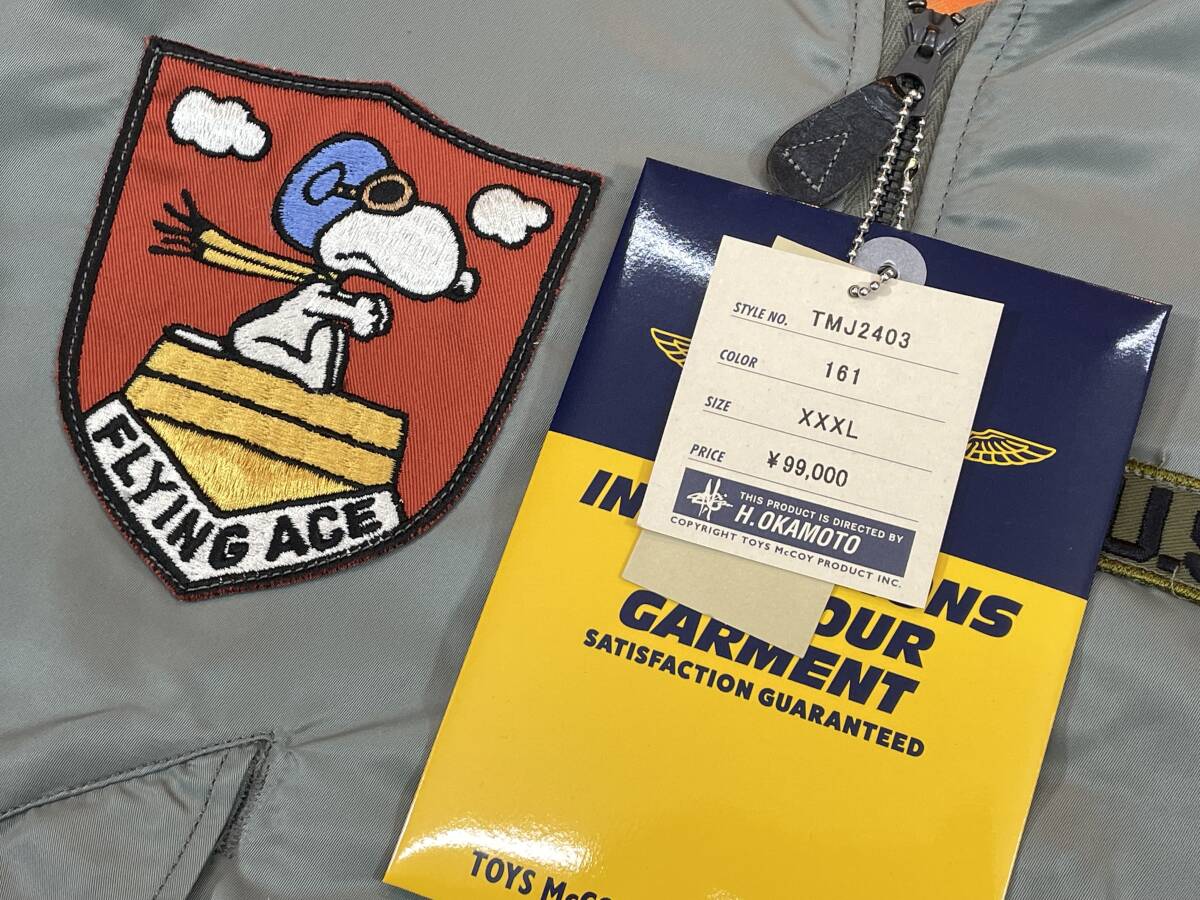 FLYING ACE
STYLE NO. TMJ2403
COLOR 161
SIZE XXXL
PRICE ¥99,000
THIS PRODUCT IS DIRECTED BY
H. OKAMOTO
COPYRIGHT TOYS McCOY PRODUCT INC.
GARMENT
SATISFACTION GUARANTEED
TOYS
U.S